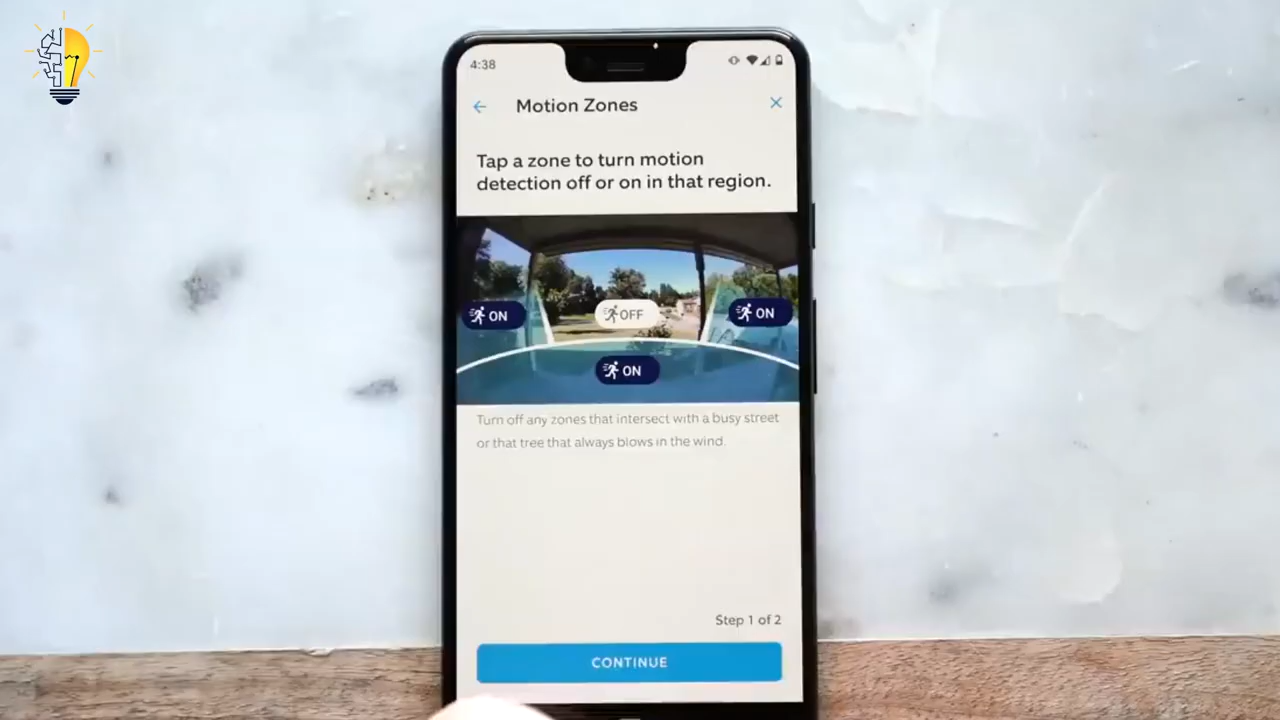 4:38
Motion Zones
Tap a zone to turn motion
detection off or on in that region.
ON
OFF
ON
ON
Turn off any zones that intersect with a busy street
or that tree that always blows in the wind.
Step 1 of 2
CONTINUE